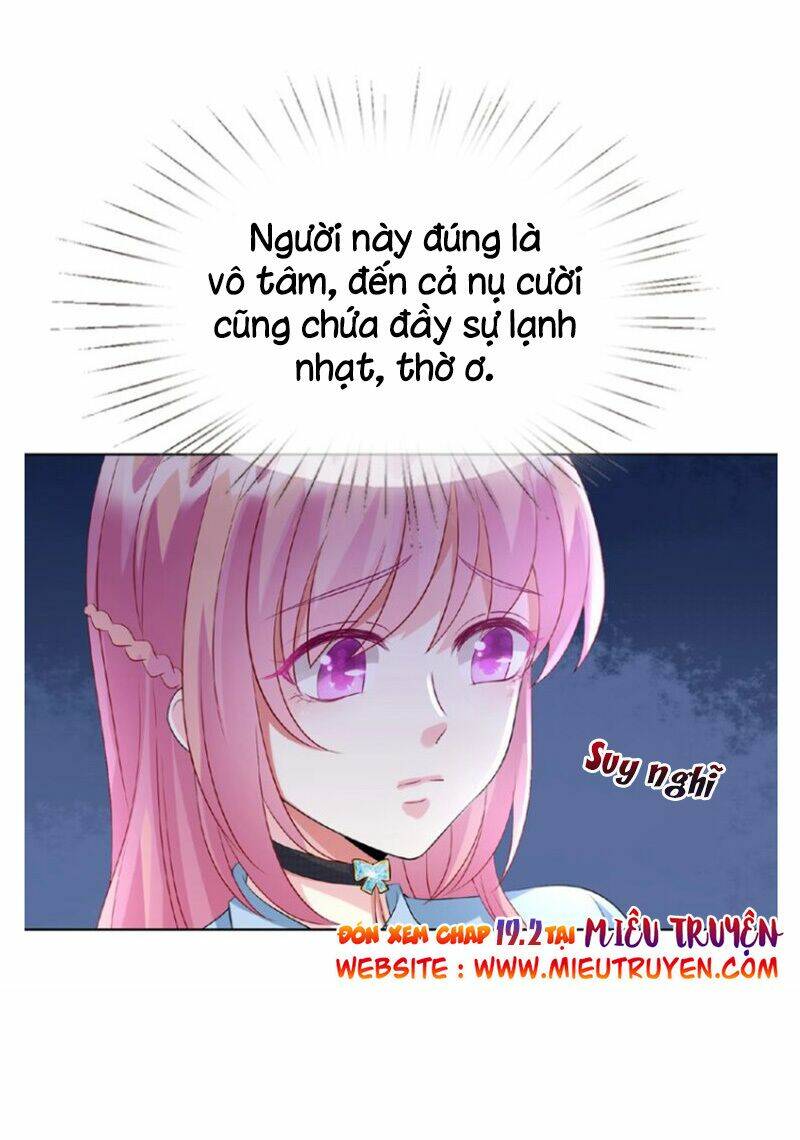 Người này đúng là
vô tâm, đến cả nụ cười
cũng chứa đầy sự lạnh
nhạt, thờ ơ.
Suy nghĩ
ĐÓN XEM CHAP 19.2 TẠI MIÊU TRUYỆN
WEBSITE : WWW.MIEUTRUYEN.COM